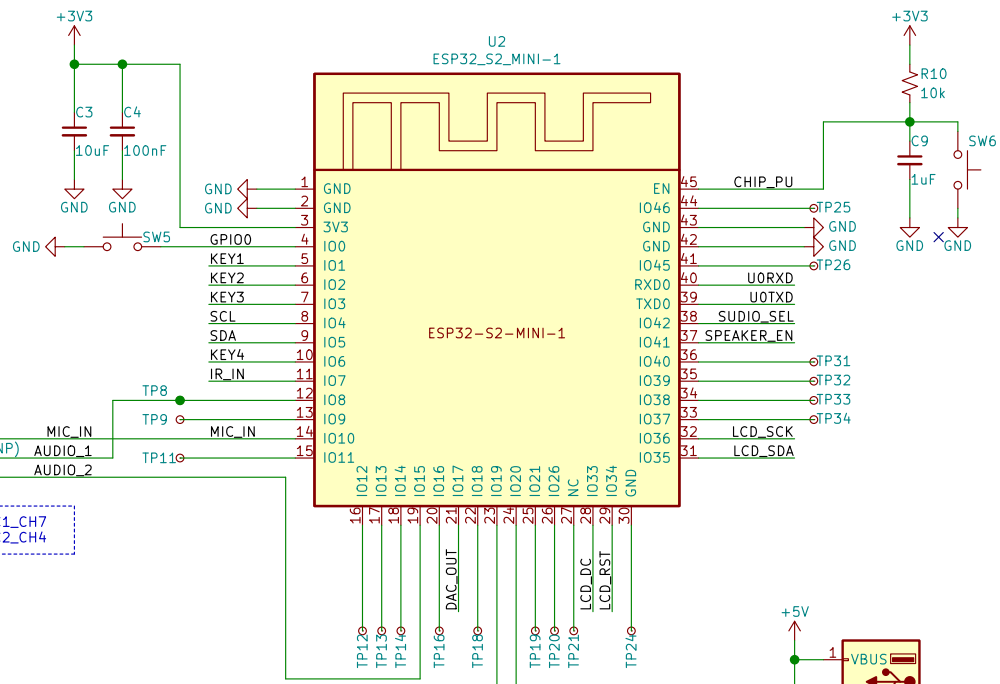 +3V3
+3V3
U2
ESP32_S2_MINI-1
R10
10k
C3
C4
10uF
100nF
C9
1uF
SW6
GND
GND
GND 1 GND
GND 2 GND
3 3V3
GND SW5 GPIO0 4 IO0
KEY1 5 IO1
KEY2 6 IO2
KEY3 7 IO3
SCL 8 IO4
SDA 9 IO5
KEY4 10 IO6
IR_IN 11 IO7
TP8 12 IO8
TP9 13 IO9
MIC_IN MIC_IN 14 IO10
NP) AUDIO_1
TP11 15 IO11
AUDIO_2
ESP32-S2-MINI-1
EN 45 CHIP_PU
IO46 44 TP25
GND 43 GND
GND 42 GND
GND
GND
IO45 41 TP26
RXD0 40 U0RXD
TXD0 39 U0TXD
IO42 38 SUDIO_SEL
IO41 37 SPEAKER_EN
IO40 36 TP31
IO39 35 TP32
IO38 34 TP33
IO37 33 TP34
IO36 32 LCD_SCK
IO35 31 LCD_SDA
IO12 16 TP12
IO13 17 TP13
IO14 18 TP14
IO15 19
IO16 20 TP16
IO17 21 DAC_OUT
IO18 22 TP18
IO19 23
IO20 24
IO21 25 TP19
IO26 26 TP20
NC 27 TP21
IO33 28 LCD_DC
IO34 29 LCD_RST
GND 30 TP24
C1_CH7
C2_CH4
+5V
1 VBUS